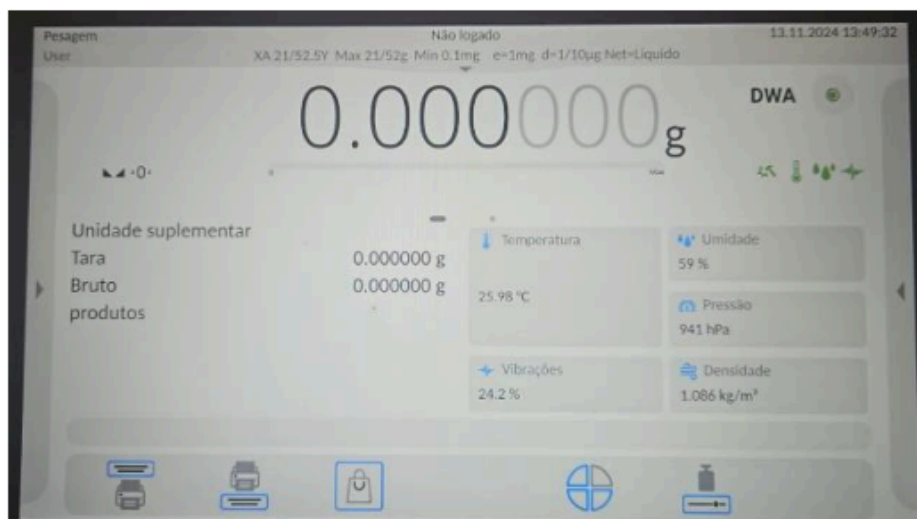 Pesagem Não logado 13.11.2024 13:49:32
User XA 21/52.5Y Max 21/52g Min 0.1mg e=1mg d=1/10µg Net=Líquido
0.000000 g
DWA
·0·
Unidade suplementar
Tara 0.000000 g
Bruto 0.000000 g
produtos
Temperatura
25.98 °C
Umidade
59 %
Pressão
941 hPa
Vibrações
24.2 %
Densidade
1.086 kg/m³